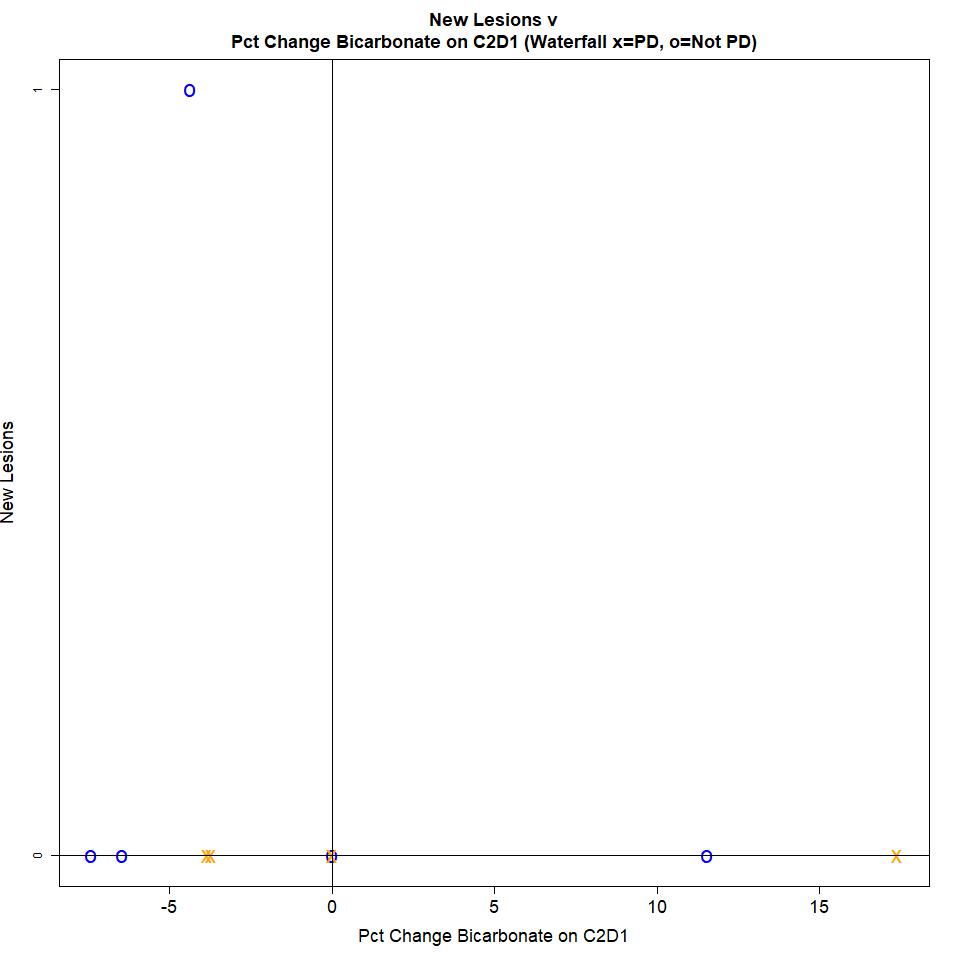 New Lesions v
Pct Change Bicarbonate on C2D1 (Waterfall x=PD, o=Not PD)
1
New Lesions
0
-5 0 5 10 15
Pct Change Bicarbonate on C2D1